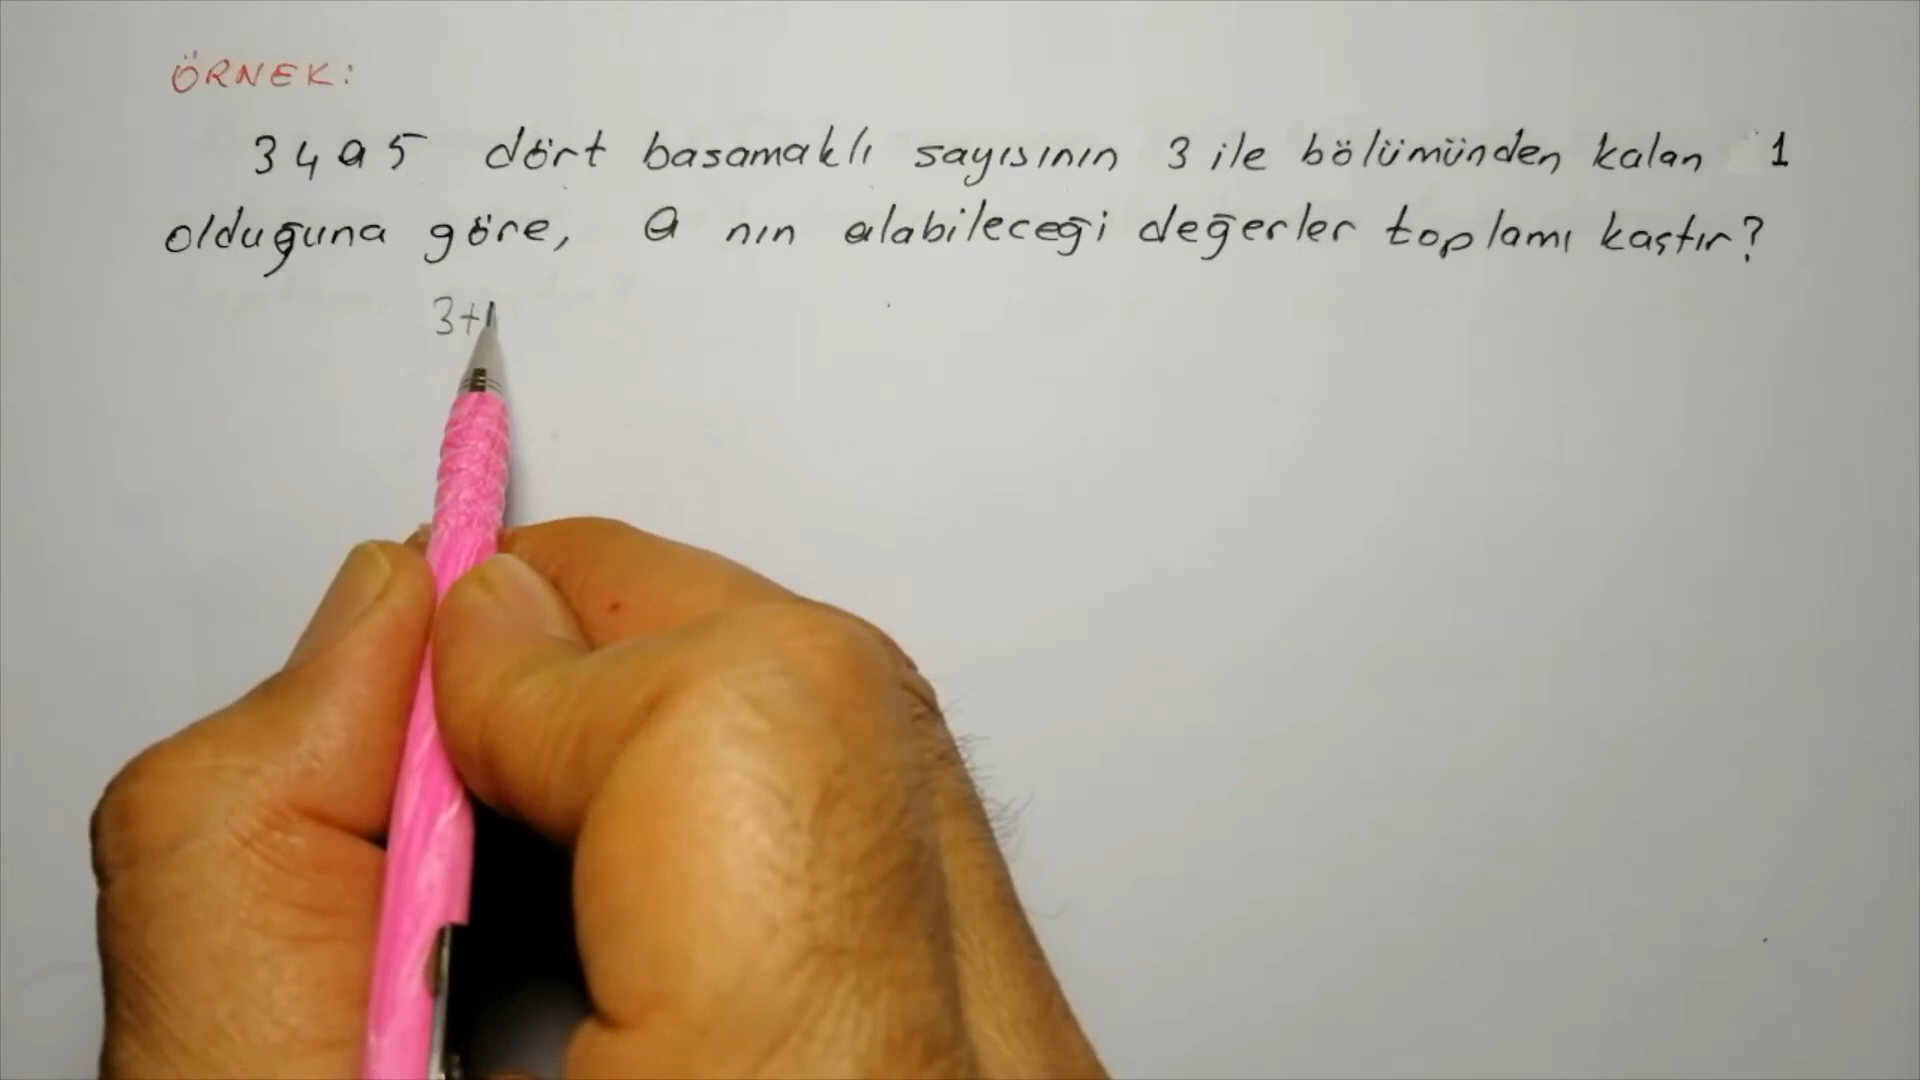 ÖRNEK:
34a5 dört basamaklı sayısının 3 ile bölümünden kalan 1
olduğuna göre, a nın alabileceği değerler toplamı kaçtır?
3+